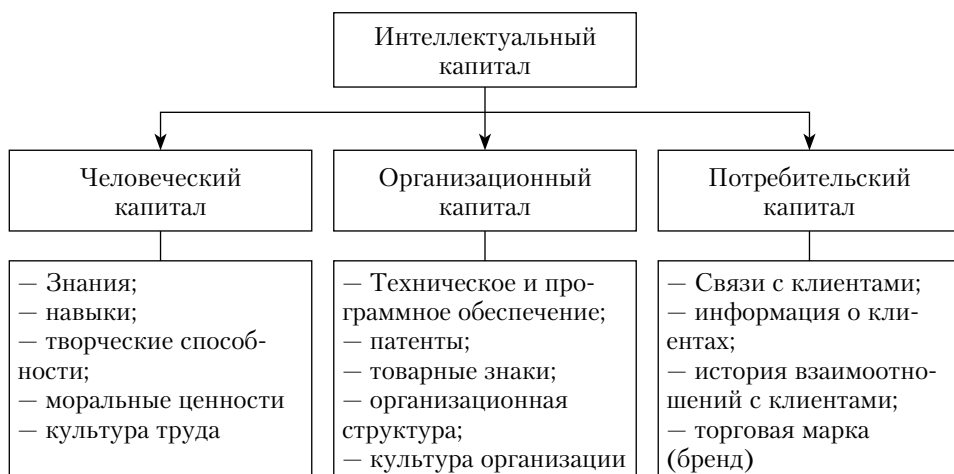 Интеллектуальный
капитал
Человеческий
капитал
Организационный
капитал
Потребительский
капитал
— Знания;
— навыки;
— творческие способ-
ности;
— моральные ценности
— культура труда
— Техническое и про-
граммное обеспечение;
— патенты;
— товарные знаки;
— организационная
структура;
— культура организации
— Связи с клиентами;
— информация о кли-
ентах;
— история взаимоотно-
шений с клиентами;
— торговая марка
(бренд)